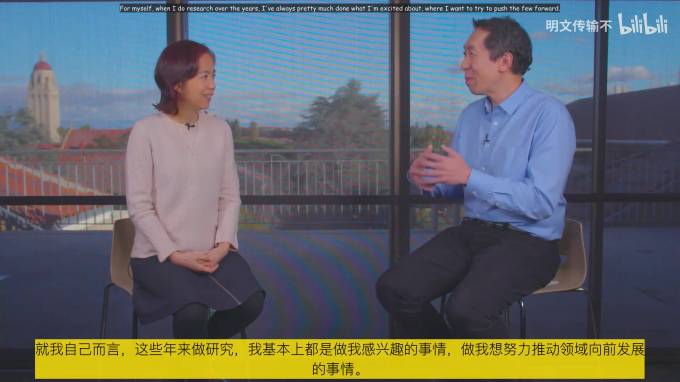 For myself, when I do research over the years, I've always pretty much done what I'm excited about, where I want to try to push the few forward.
明文传输不 bilibili
就我自己而言，这些年来做研究，我基本上都是做我感兴趣的事情，做我想努力推动领域向前发展
的事情。